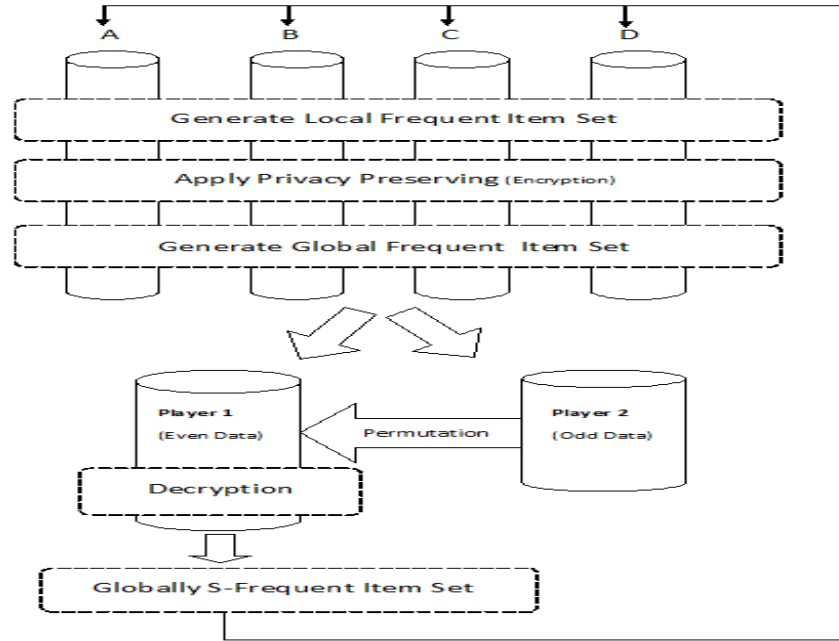 A B C D
Generate Local Frequent Item Set
Apply Privacy Preserving (Encryption)
Generate Global Frequent Item Set
Player 1
(Even Data)
Permutation
Player 2
(Odd Data)
Decryption
Globally S-Frequent Item Set